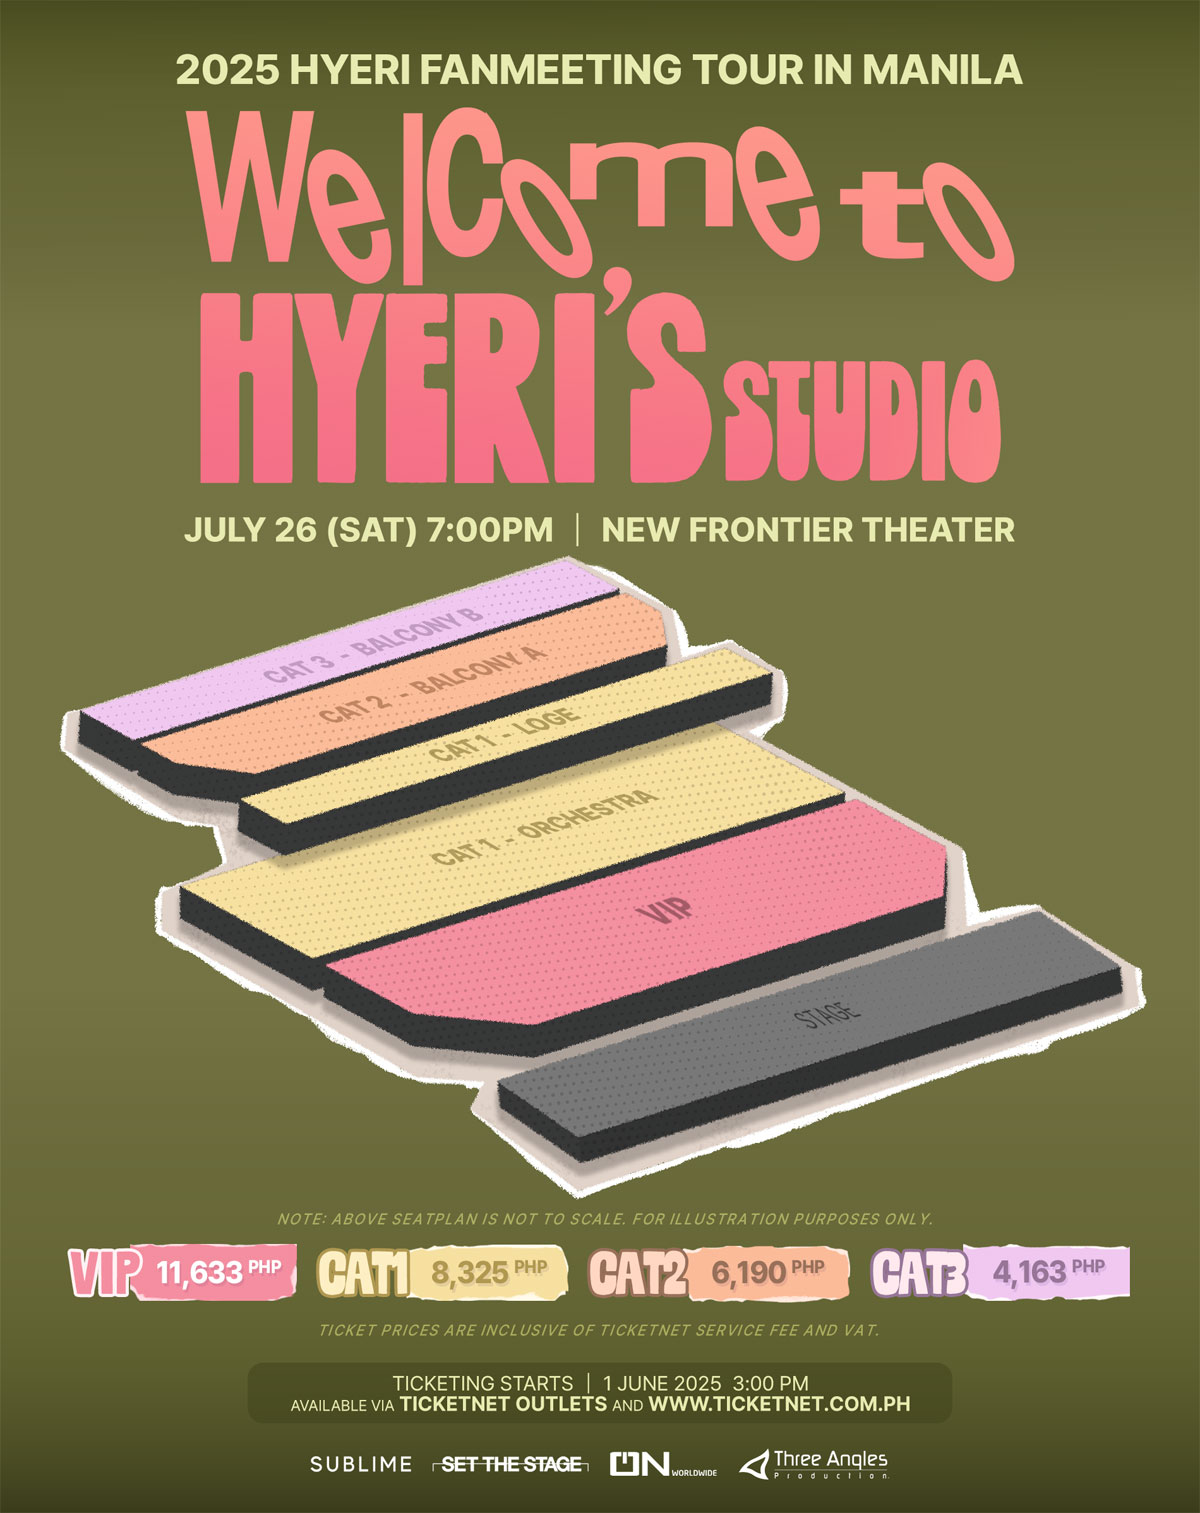 2025 HYERI FANMEETING TOUR IN MANILA
Welcome to
HYERI'S STUDIO
JULY 26 (SAT) 7:00PM | NEW FRONTIER THEATER
CAT 3 - BALCONY B
CAT 2 - BALCONY A
CAT 1 - LOGE
CAT 1 - ORCHESTRA
VIP
STAGE
NOTE: ABOVE SEATPLAN IS NOT TO SCALE. FOR ILLUSTRATION PURPOSES ONLY.
VIP 11,633 PHP CAT1 8,325 PHP CAT2 6,190 PHP CAT3 4,163 PHP
TICKET PRICES ARE INCLUSIVE OF TICKETNET SERVICE FEE AND VAT.
TICKETING STARTS | 1 JUNE 2025 3:00 PM
AVAILABLE VIA TICKETNET OUTLETS AND WWW.TICKETNET.COM.PH
SUBLIME SET THE STAGE ON WORLDWIDE Three Angles
Production.